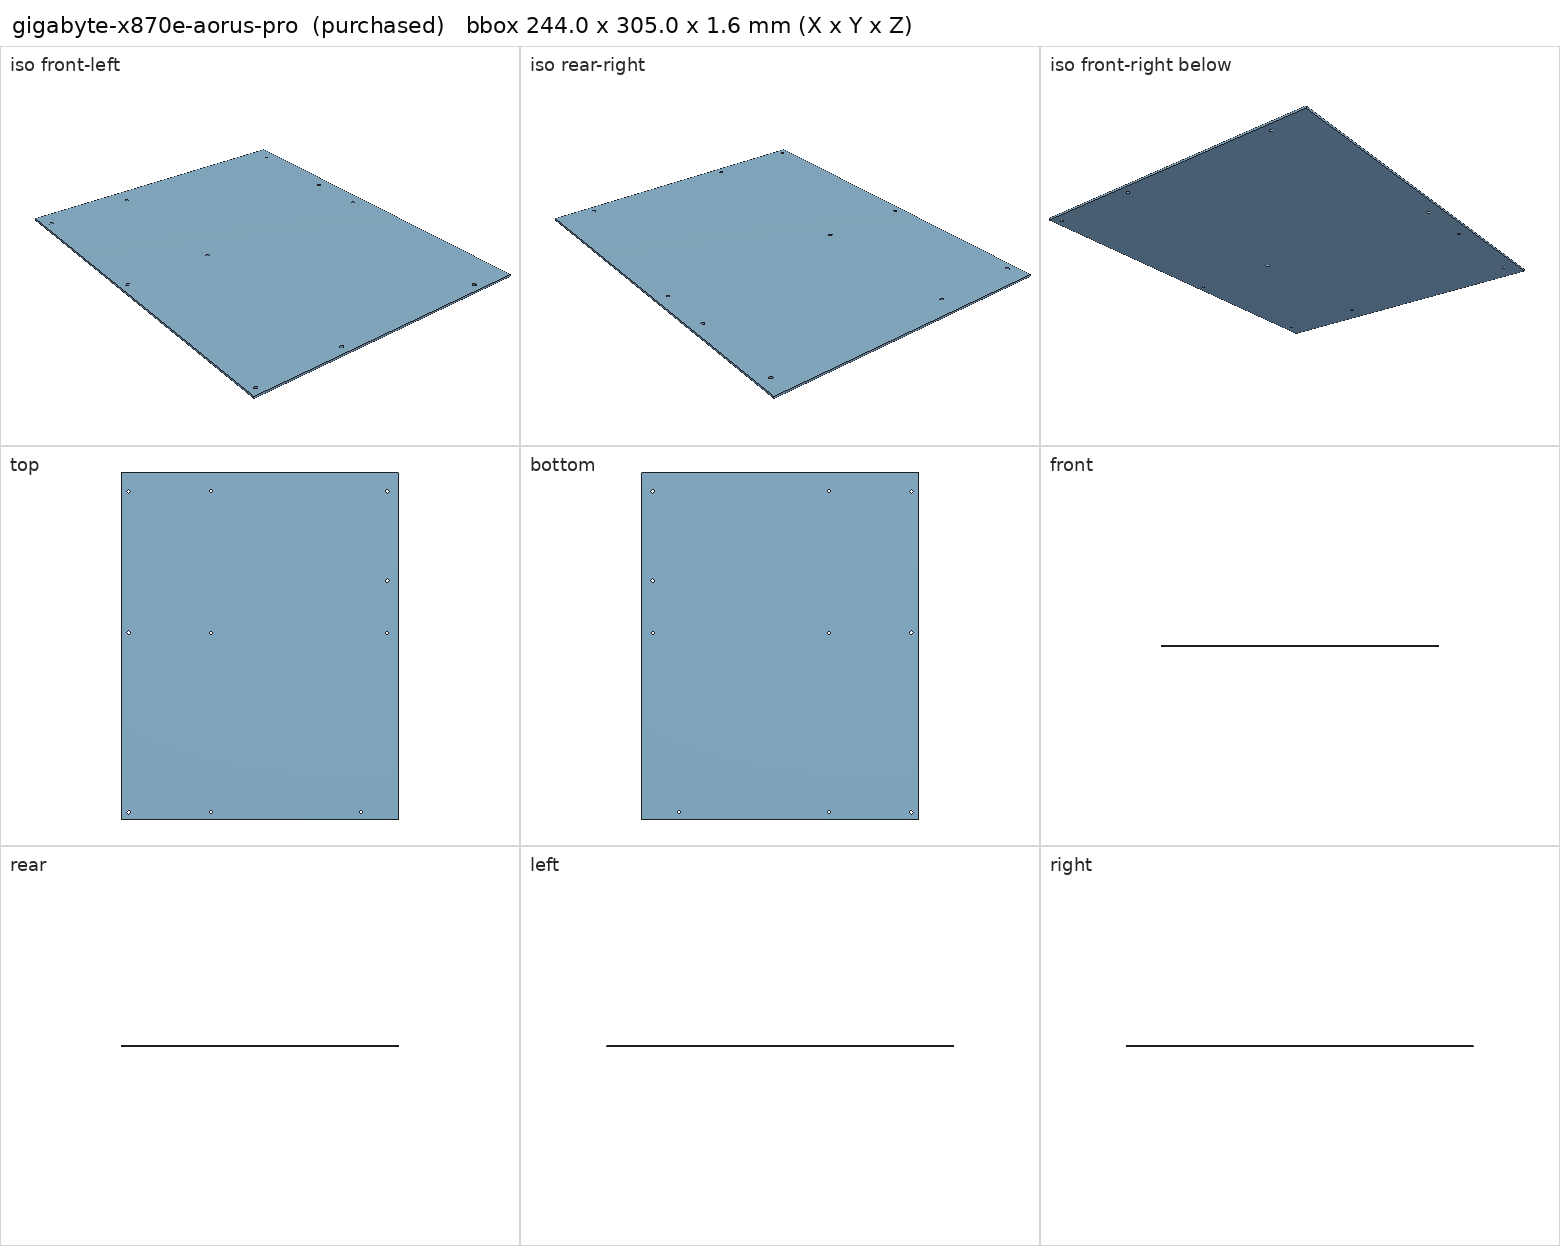 gigabyte-x870e-aorus-pro  (purchased)   bbox 244.0 x 305.0 x 1.6 mm (X x Y x Z)
iso front-left
iso rear-right
iso front-right below
top
bottom
front
rear
left
right